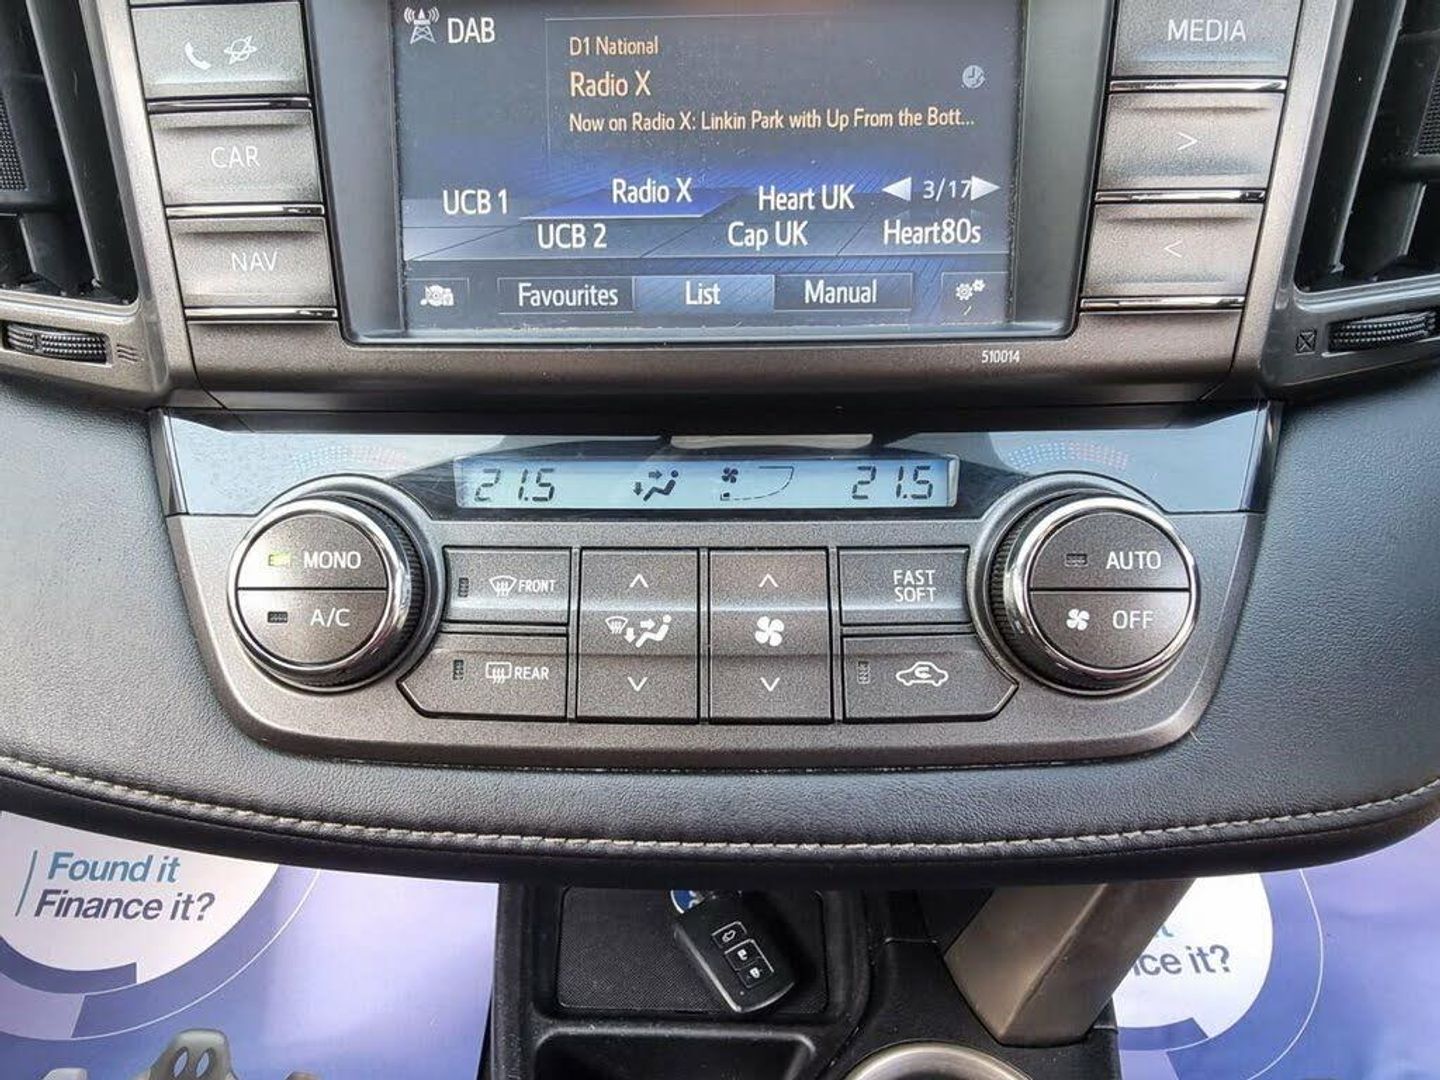 DAB
D1 National
Radio X
Now on Radio X: Linkin Park with Up From the Bott...
UCB 1
Radio X
Heart UK
3/17
UCB 2
Cap UK
Heart80s
Favourites
List
Manual
CAR
NAV
MEDIA
>
<
510014
21.5
21.5
MONO
A/C
FRONT
REAR
FAST
SOFT
AUTO
OFF
Found it
Finance it?
ce it?